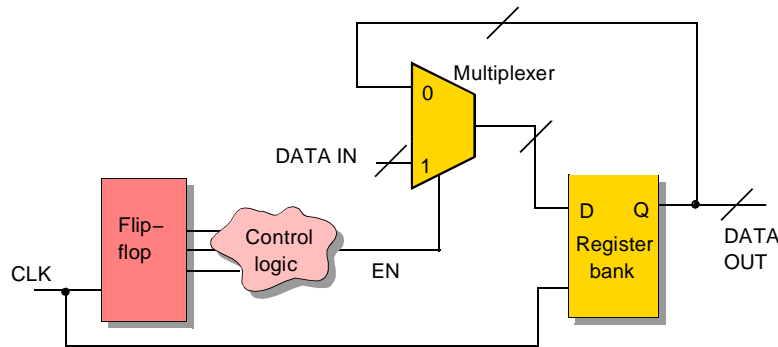 Multiplexer
0
DATA IN
1
Flip–
flop
Control
logic
D
Q
Register
bank
DATA
OUT
CLK
EN